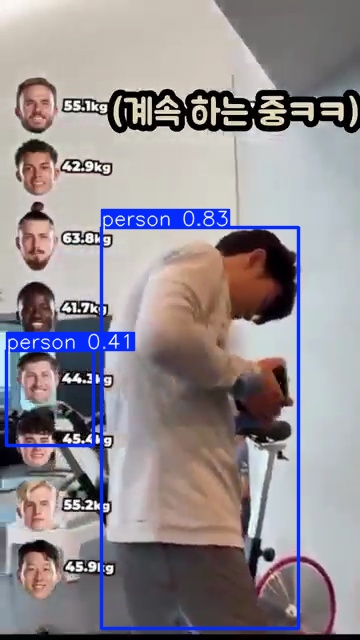 55.1kg
(계속 하는 중ㅋㅋ)
42.9kg
person 0.83
63.8kg
41.7kg
person 0.41
44.3kg
45.4kg
55.2kg
45.9kg